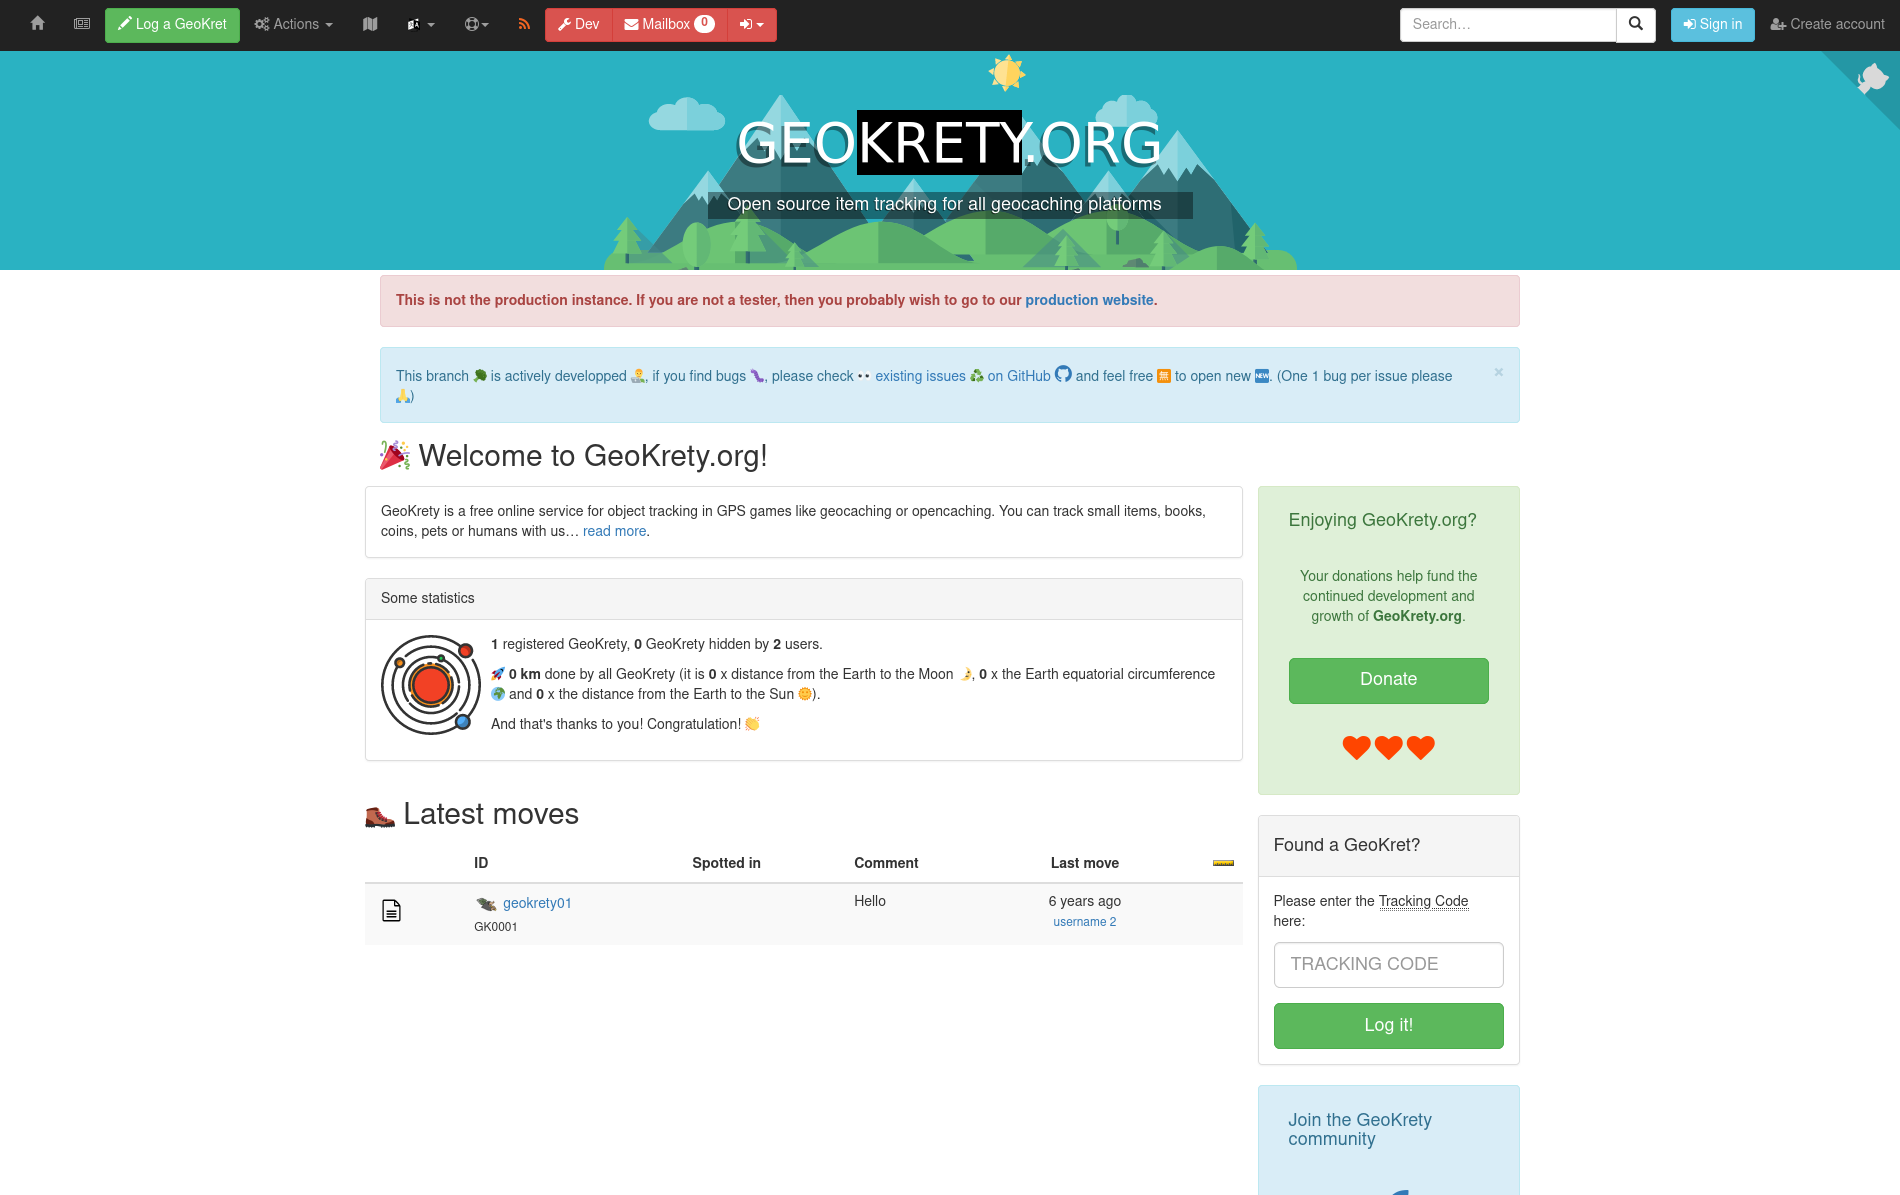 Log a GeoKret
Actions
Dev
Mailbox 0
Search...
Sign in
Create account
GEOKRETY.ORG
Open source item tracking for all geocaching platforms
This is not the production instance. If you are not a tester, then you probably wish to go to our production website.
This branch 🥦 is actively developped, if you find bugs 🐛, please check 👀 existing issues ♻ on GitHub and feel free 🈚 to open new 🆕. (One 1 bug per issue please
🙏)
🎉 Welcome to GeoKrety.org!
GeoKrety is a free online service for object tracking in GPS games like geocaching or opencaching. You can track small items, books,
coins, pets or humans with us... read more.
Some statistics
1 registered GeoKrety, 0 GeoKrety hidden by 2 users.
🚀 0 km done by all GeoKrety (it is 0 x distance from the Earth to the Moon 🌛, 0 x the Earth equatorial circumference
🌍 and 0 x the distance from the Earth to the Sun 🌞).
And that's thanks to you! Congratulation! 👏
🥾 Latest moves
ID Spotted in Comment Last move
geokrety01 Hello 6 years ago
GK0001 username 2
Enjoying GeoKrety.org?
Your donations help fund the
continued development and
growth of GeoKrety.org.
Donate
Found a GeoKret?
Please enter the Tracking Code
here:
TRACKING CODE
Log it!
Join the GeoKrety
community